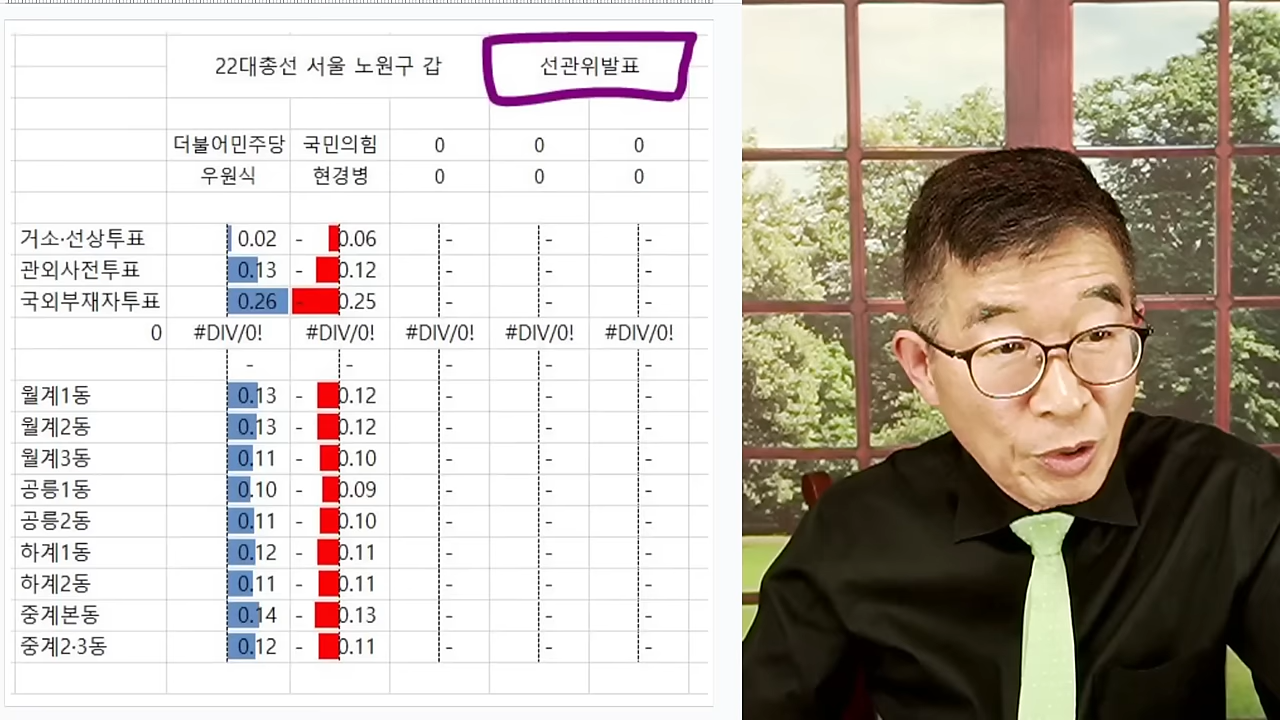 22대총선 서울 노원구 갑 선관위발표
더불어민주당 국민의힘 0 0 0
우원식 현경병 0 0 0
거소·선상투표 0.02 - 0.06 - - -
관외사전투표 0.13 - 0.12 - - -
국외부재자투표 0.26 - 0.25 - - -
0 #DIV/0! #DIV/0! #DIV/0! #DIV/0! #DIV/0!
- - - - -
월계1동 0.13 - 0.12 - - -
월계2동 0.13 - 0.12 - - -
월계3동 0.11 - 0.10 - - -
공릉1동 0.10 - 0.09 - - -
공릉2동 0.11 - 0.10 - - -
하계1동 0.12 - 0.11 - - -
하계2동 0.11 - 0.11 - - -
중계본동 0.14 - 0.13 - - -
중계2·3동 0.12 - 0.11 - - -